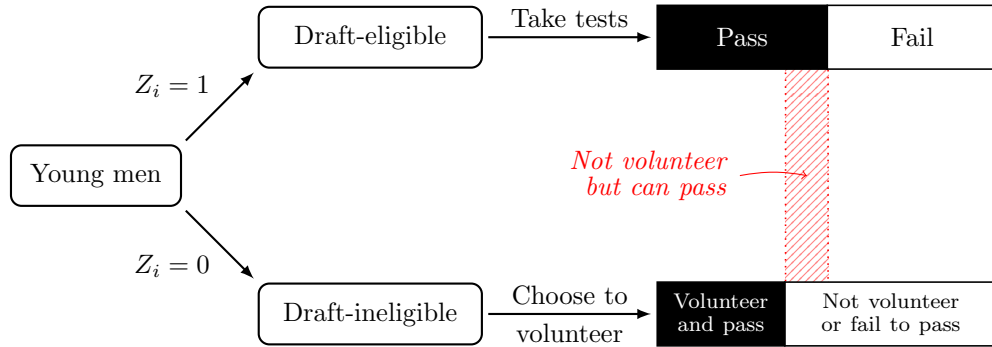 Draft-eligible
Take tests
Pass
Fail
Z_i = 1
Young men
Not volunteer
but can pass
Z_i = 0
Draft-ineligible
Choose to
volunteer
Volunteer
and pass
Not volunteer
or fail to pass